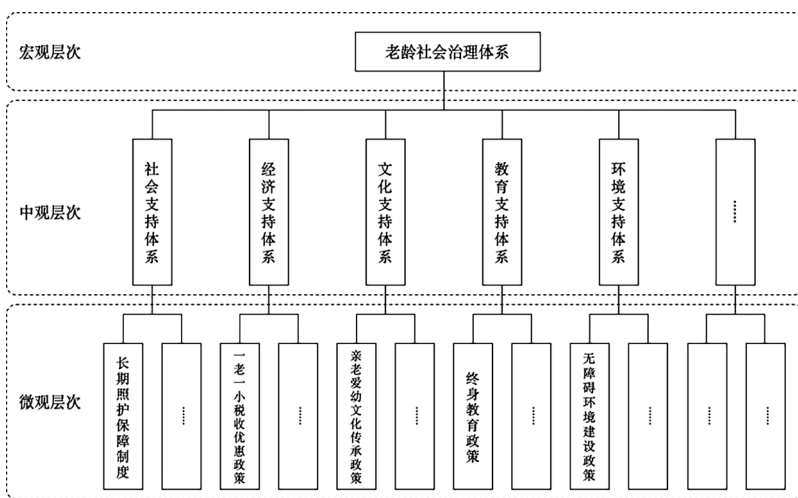 宏观层次
老龄社会治理体系
中观层次
社会支持体系
经济支持体系
文化支持体系
教育支持体系
环境支持体系
……
微观层次
长期照护保障制度
……
一老一小税收优惠政策
……
亲老爱幼文化传承政策
……
终身教育政策
……
无障碍环境建设政策
……
……
……